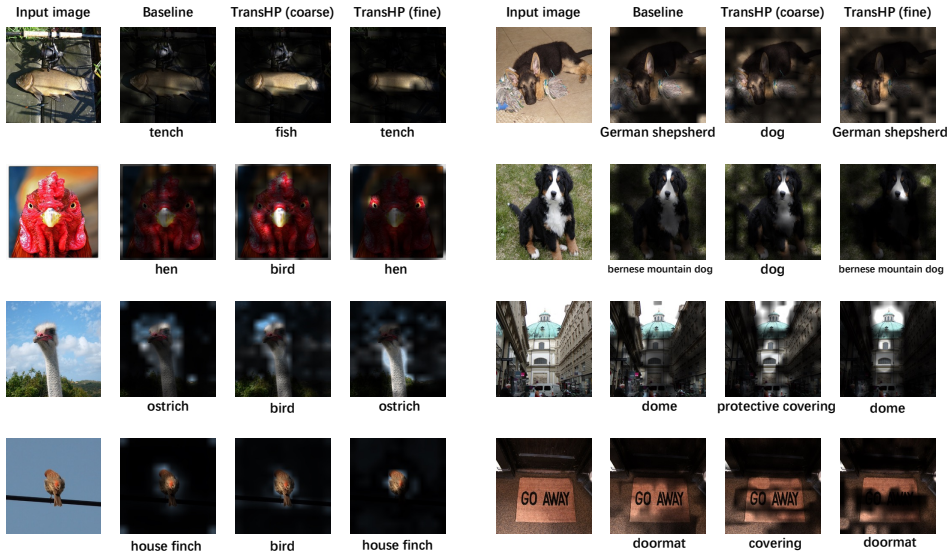 Input image Baseline TransHP (coarse) TransHP (fine) Input image Baseline TransHP (coarse) TransHP (fine)
tench fish tench German shepsherd dog German shepsherd
hen bird hen bernese mountain dog dog bernese mountain dog
ostrich bird ostrich dome protective covering dome
GO AWAY GO AWAY GO AWAY GO AWAY
house finch bird house finch doormat covering doormat